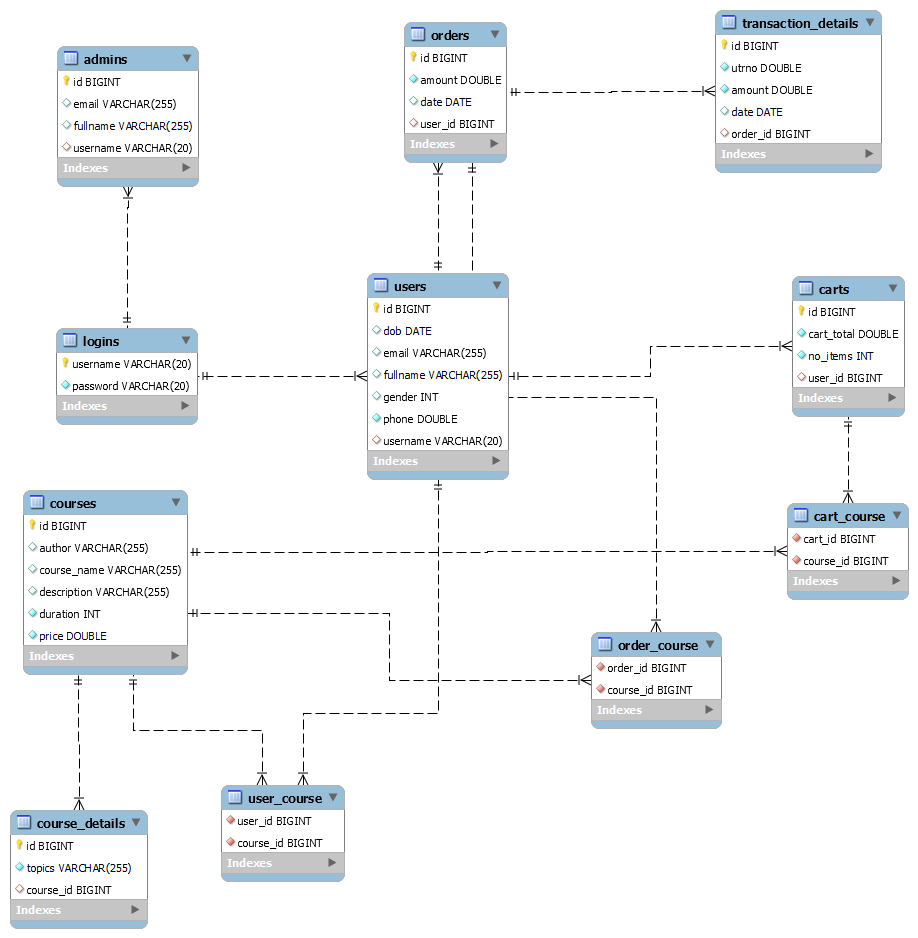 admins
id BIGINT
email VARCHAR(255)
fullname VARCHAR(255)
username VARCHAR(20)
Indexes
orders
id BIGINT
amount DOUBLE
date DATE
user_id BIGINT
Indexes
transaction_details
id BIGINT
utrno DOUBLE
amount DOUBLE
date DATE
order_id BIGINT
Indexes
logins
username VARCHAR(20)
password VARCHAR(20)
Indexes
users
id BIGINT
dob DATE
email VARCHAR(255)
fullname VARCHAR(255)
gender INT
phone DOUBLE
username VARCHAR(20)
Indexes
carts
id BIGINT
cart_total DOUBLE
no_items INT
user_id BIGINT
Indexes
courses
id BIGINT
author VARCHAR(255)
course_name VARCHAR(255)
description VARCHAR(255)
duration INT
price DOUBLE
Indexes
cart_course
cart_id BIGINT
course_id BIGINT
Indexes
order_course
order_id BIGINT
course_id BIGINT
Indexes
user_course
user_id BIGINT
course_id BIGINT
Indexes
course_details
id BIGINT
topics VARCHAR(255)
course_id BIGINT
Indexes